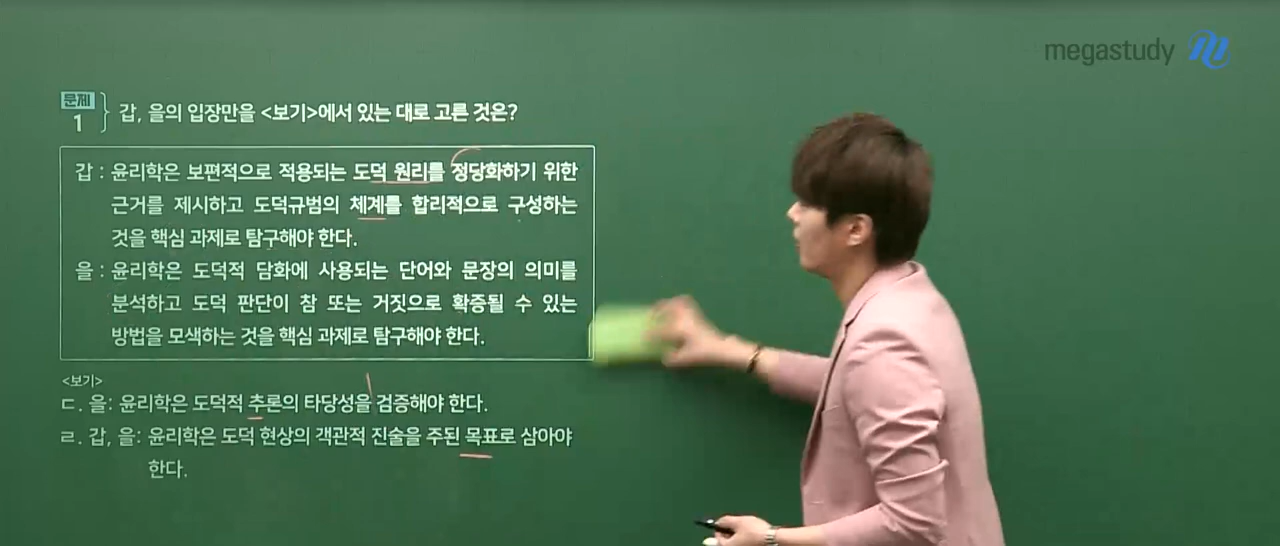 megastudy
문제
1
갑, 을의 입장만을 <보기>에서 있는 대로 고른 것은?
갑 : 윤리학은 보편적으로 적용되는 도덕 원리를 정당화하기 위한
근거를 제시하고 도덕규범의 체계를 합리적으로 구성하는
것을 핵심 과제로 탐구해야 한다.
을 : 윤리학은 도덕적 담화에 사용되는 단어와 문장의 의미를
분석하고 도덕 판단이 참 또는 거짓으로 확증될 수 있는
방법을 모색하는 것을 핵심 과제로 탐구해야 한다.
<보기>
ㄷ. 을: 윤리학은 도덕적 추론의 타당성을 검증해야 한다.
ㄹ. 갑, 을: 윤리학은 도덕 현상의 객관적 진술을 주된 목표로 삼아야
한다.